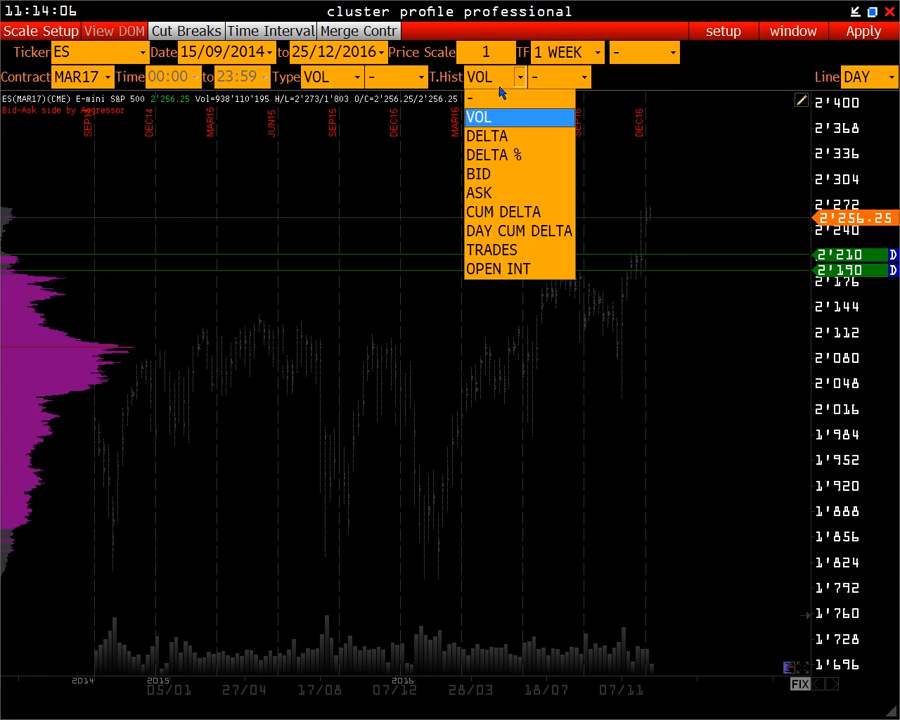 11:14:06 cluster profile professional
Scale Setup View DOM Cut Breaks Time Interval Merge Contr setup window Apply
Ticker ES Date 15/09/2014 to 25/12/2016 Price Scale 1 TF 1 WEEK -
Contract MAR17 Time 00:00 to 23:59 Type VOL - T.Hist VOL - Line DAY
ES(MAR17)(CME) E-mini S&P 500 2'256.25 Vol=938'110'195 H/L=2'273/1'803 O/C=2'256.25/2'256.25
Bid-Ask side by Aggressor
DEC14
MAR15
JUN15
SEP15
DEC15
MAR16
SEP16
DEC16
-
VOL
DELTA
DELTA %
BID
ASK
CUM DELTA
DAY CUM DELTA
TRADES
OPEN INT
2'400
2'368
2'336
2'304
2'272
2'256.25
2'240
2'210 D
2'190 D
2'176
2'144
2'112
2'080
2'048
2'016
1'984
1'952
1'920
1'888
1'856
1'824
1'792
1'760
1'728
1'696
2014 2015 2016
05/01 27/04 17/08 07/12 28/03 18/07 07/11
FIX